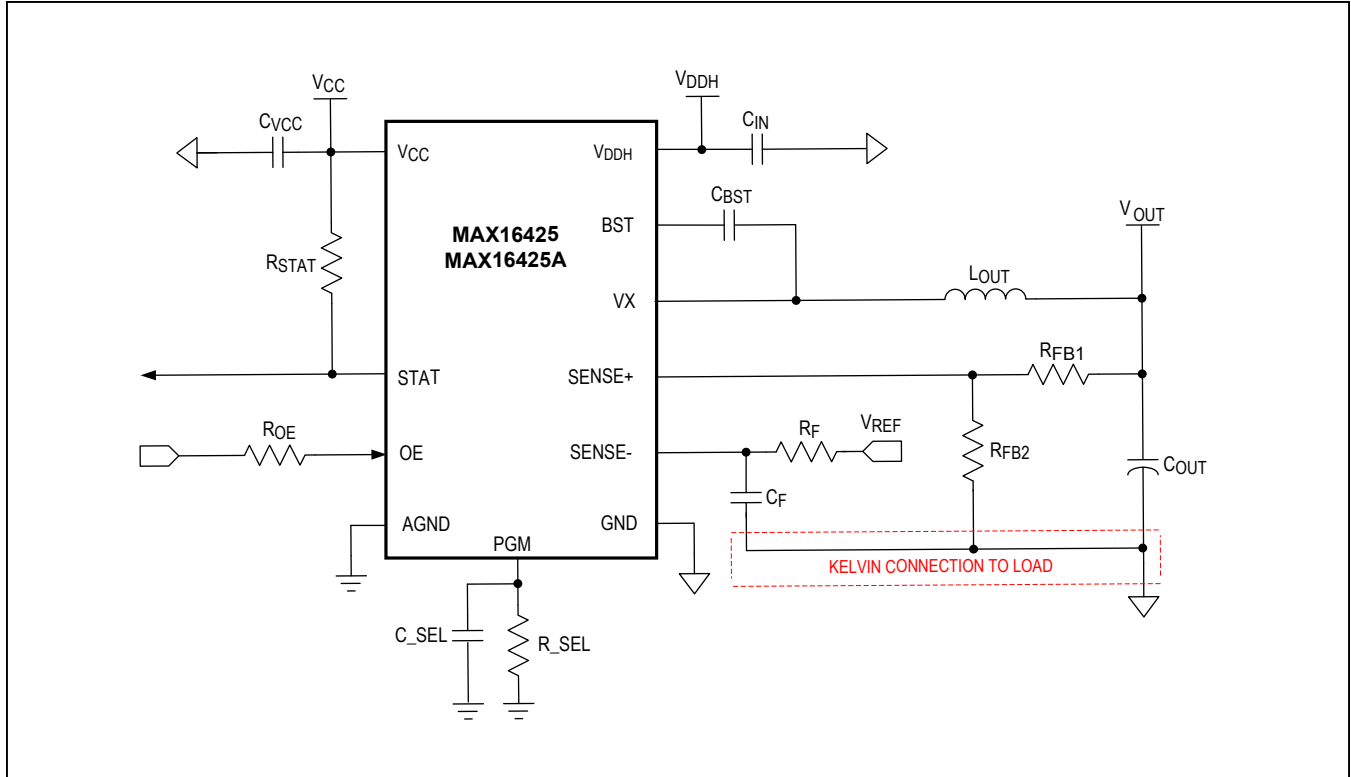 VCC
VDDH
CVCC
CIN
VCC
VDDH
CBST
BST
VOUT
MAX16425
MAX16425A
RSTAT
LOUT
VX
RFB1
STAT
SENSE+
ROE
RF
VREF
OE
SENSE-
RFB2
COUT
CF
AGND
GND
PGM
KELVIN CONNECTION TO LOAD
C_SEL
R_SEL